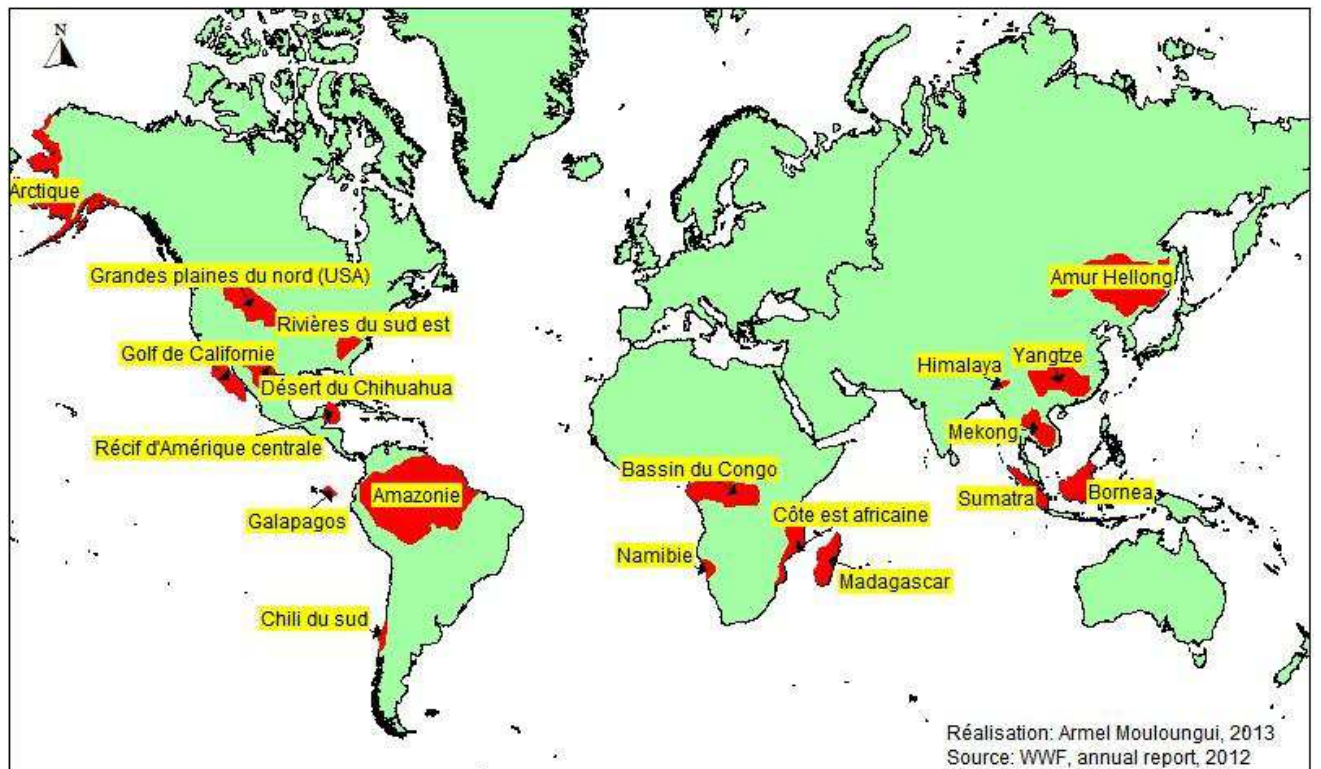 N
Arctique
Grandes plaines du nord (USA)
Rivières du sud est
Golf de Californie
Désert du Chihuahua
Récif d'Amérique centrale
Galapagos
Amazonie
Chili du sud
Bassin du Congo
Côte est africaine
Namibie
Madagascar
Amur Hellong
Himalaya
Yangtze
Mekong
Sumatra
Bornea
Réalisation: Armel Mouloungui, 2013
Source: WWF, annual report, 2012